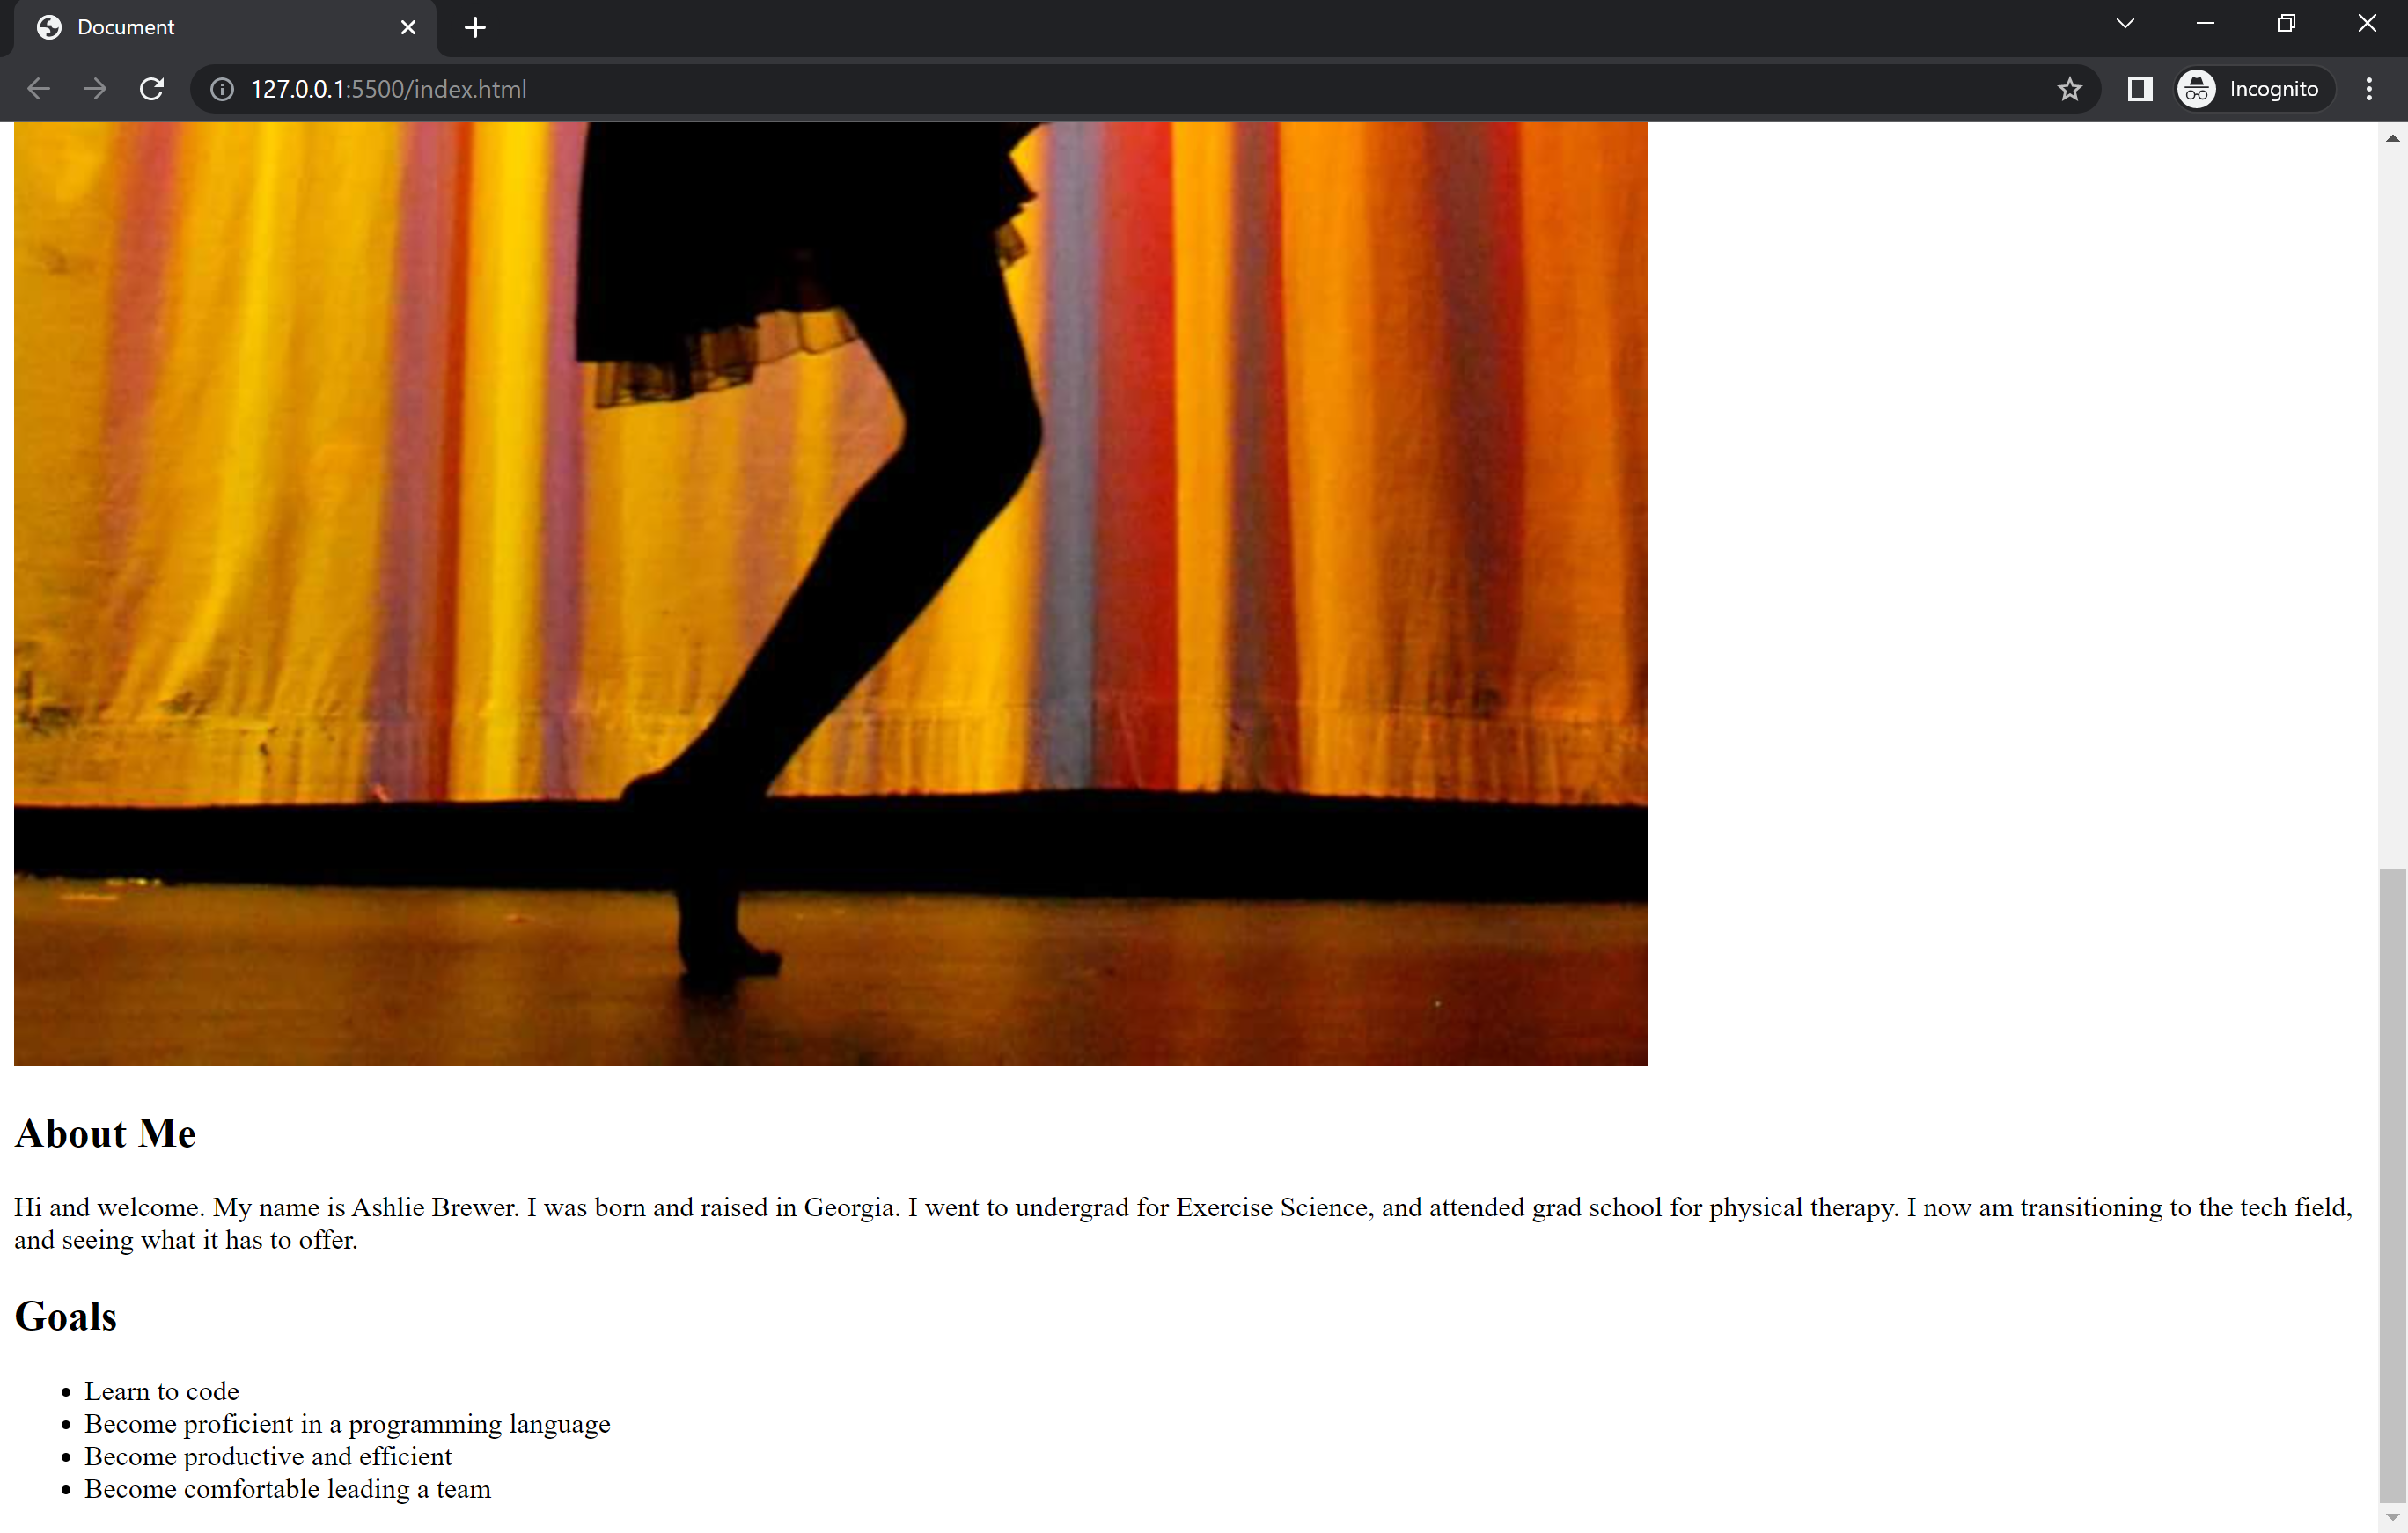 Document
127.0.0.1:5500/index.html
Incognito
About Me
Hi and welcome. My name is Ashlie Brewer. I was born and raised in Georgia. I went to undergrad for Exercise Science, and attended grad school for physical therapy. I now am transitioning to the tech field,
and seeing what it has to offer.
Goals
• Learn to code
• Become proficient in a programming language
• Become productive and efficient
• Become comfortable leading a team